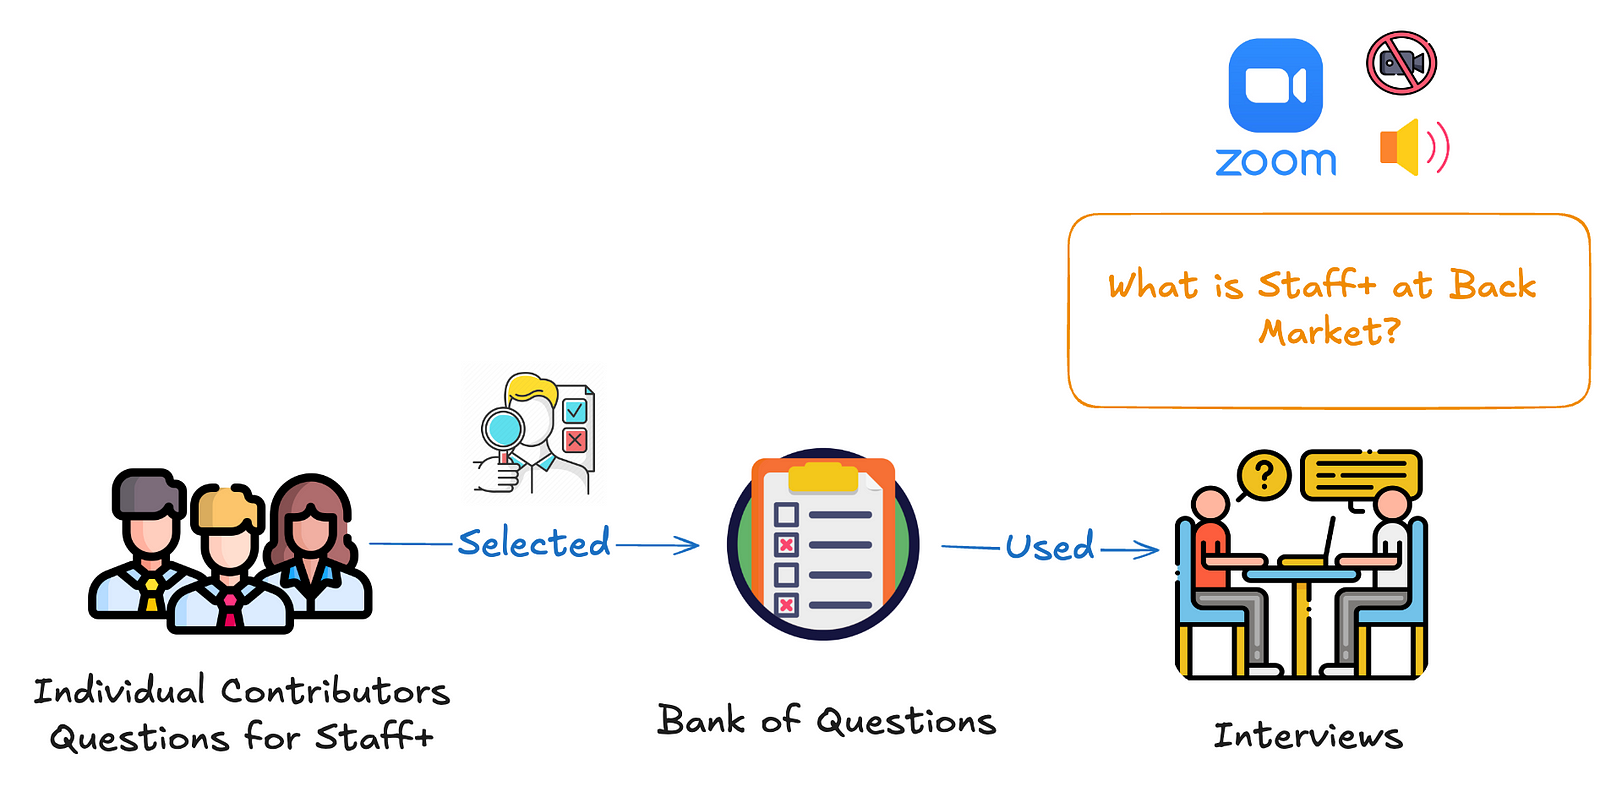 zoom
What is Staff+ at Back
Market?
?
Selected
Used
Individual Contributors
Questions for Staff+
Bank of Questions
Interviews